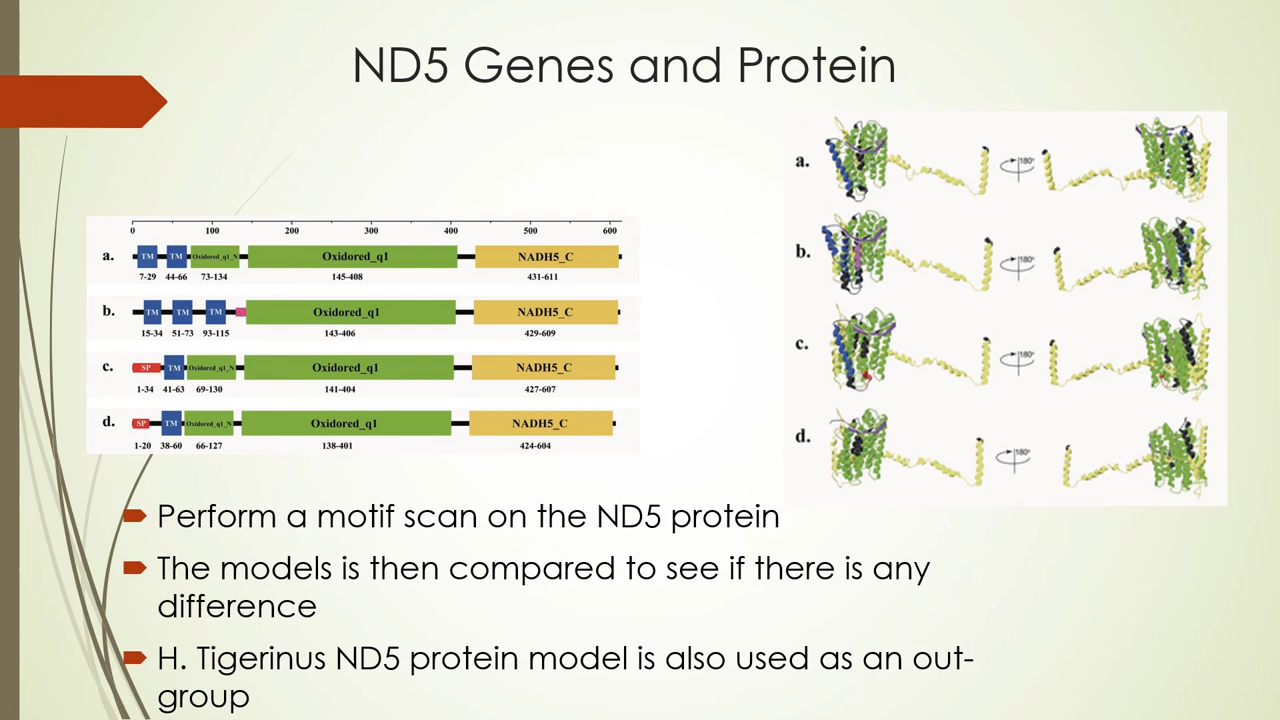 ND5 Genes and Protein
0 100 200 300 400 500 600
a. TM TM Oxidored_q1_N Oxidored_q1 NADH5_C
7-29 44-66 73-134 145-408 431-611
b. TM TM TM Oxidored_q1 NADH5_C
15-34 51-73 93-115 143-406 429-609
c. SP TM Oxidored_q1_N Oxidored_q1 NADH5_C
1-34 41-63 69-130 141-404 427-607
d. SP TM Oxidored_q1_N Oxidored_q1 NADH5_C
1-20 38-60 66-127 138-401 424-604
a. 180°
b. 180°
c. 180°
d. 180°
Perform a motif scan on the ND5 protein
The models is then compared to see if there is any
difference
H. Tigerinus ND5 protein model is also used as an out-
group